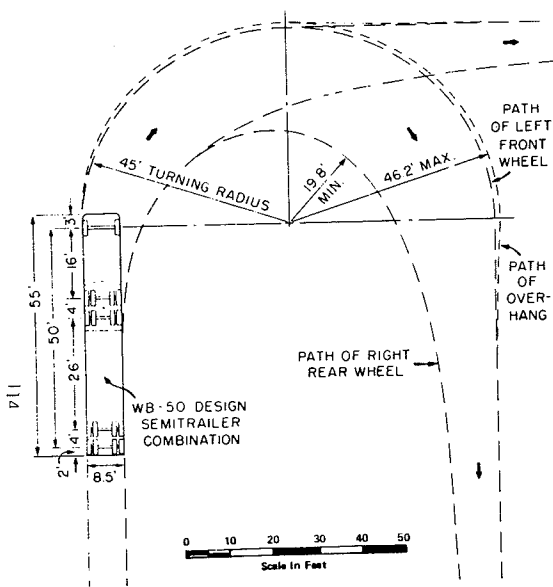 45' TURNING RADIUS
19.8'
MIN.
46.2' MAX.
PATH
OF LEFT
FRONT
WHEEL
PATH
OF
OVER-
HANG
3'
16'
4'
26'
4'
2'
50'
55'
8.5'
WB-50 DESIGN
SEMITRAILER
COMBINATION
PATH OF RIGHT
REAR WHEEL
0 10 20 30 40 50
Scale In Feet